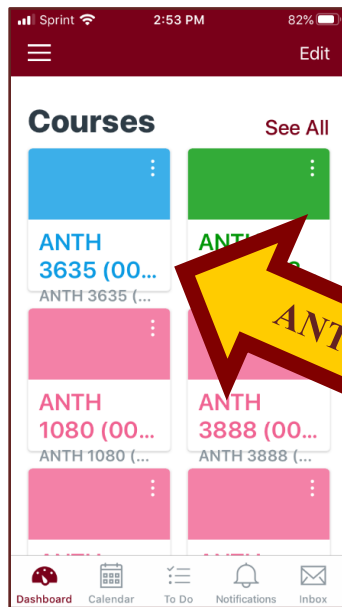 Sprint 2:53 PM 82%
Edit
Courses See All
ANTH
3635 (00...
ANTH 3635 (...
ANTH
ANTH
1080 (00...
ANTH 1080 (...
ANTH
3888 (00...
ANTH 3888 (...
Dashboard Calendar To Do Notifications Inbox